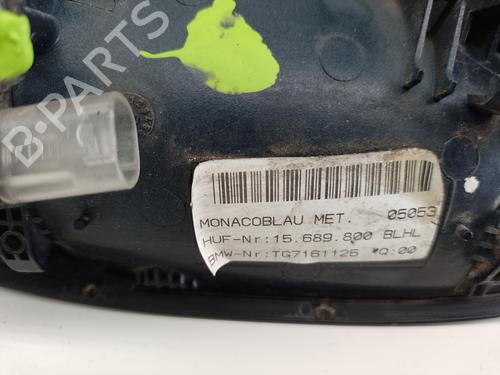 B-PARTS
MONACOBLAU MET. 05053
HUF-Nr:15.689.800 BLHL
BMW-Nr:TG7161125 *Q:00